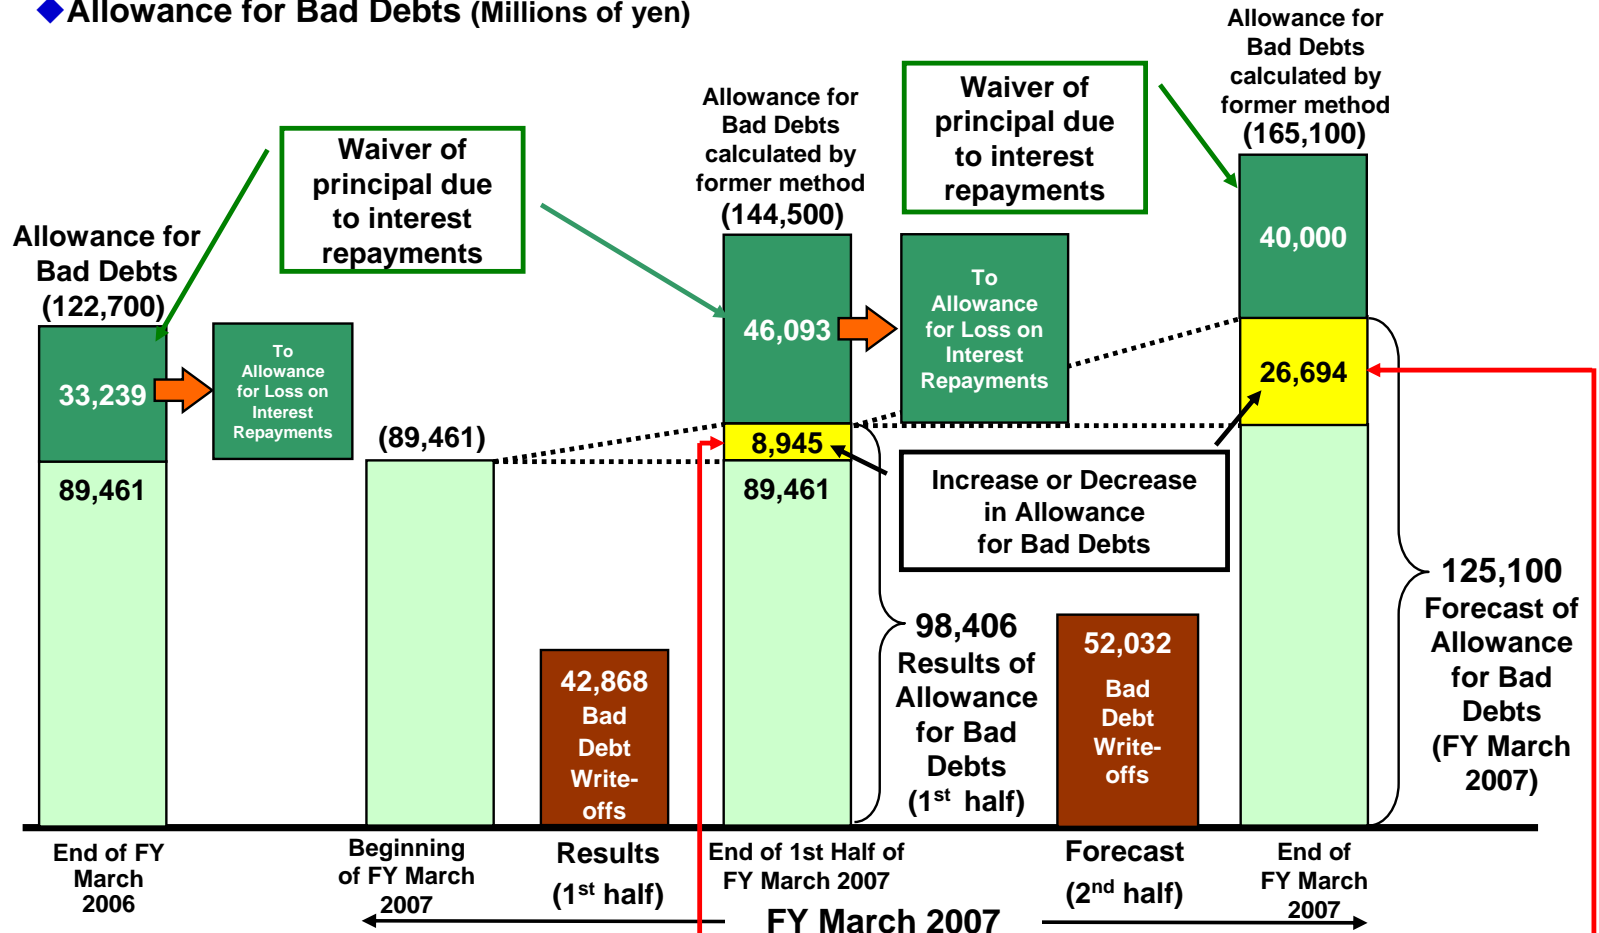 ◆Allowance for Bad Debts (Millions of yen)
Allowance for
Bad Debts
(122,700)
33,239
89,461
To
Allowance
for Loss on
Interest
Repayments
Waiver of
principal due
to interest
repayments
(89,461)
42,868
Bad
Debt
Write-
offs
Allowance for
Bad Debts
calculated by
former method
(144,500)
46,093
8,945
89,461
To
Allowance
for Loss on
Interest
Repayments
Waiver of
principal due
to interest
repayments
Increase or Decrease
in Allowance
for Bad Debts
98,406
Results of
Allowance
for Bad
Debts
(1st half)
52,032
Bad
Debt
Write-
offs
Allowance for
Bad Debts
calculated by
former method
(165,100)
40,000
26,694
125,100
Forecast of
Allowance
for Bad
Debts
(FY March
2007)
End of FY
March
2006
Beginning
of FY March
2007
Results
(1st half)
End of 1st Half of
FY March 2007
Forecast
(2nd half)
End of
FY March
2007
FY March 2007